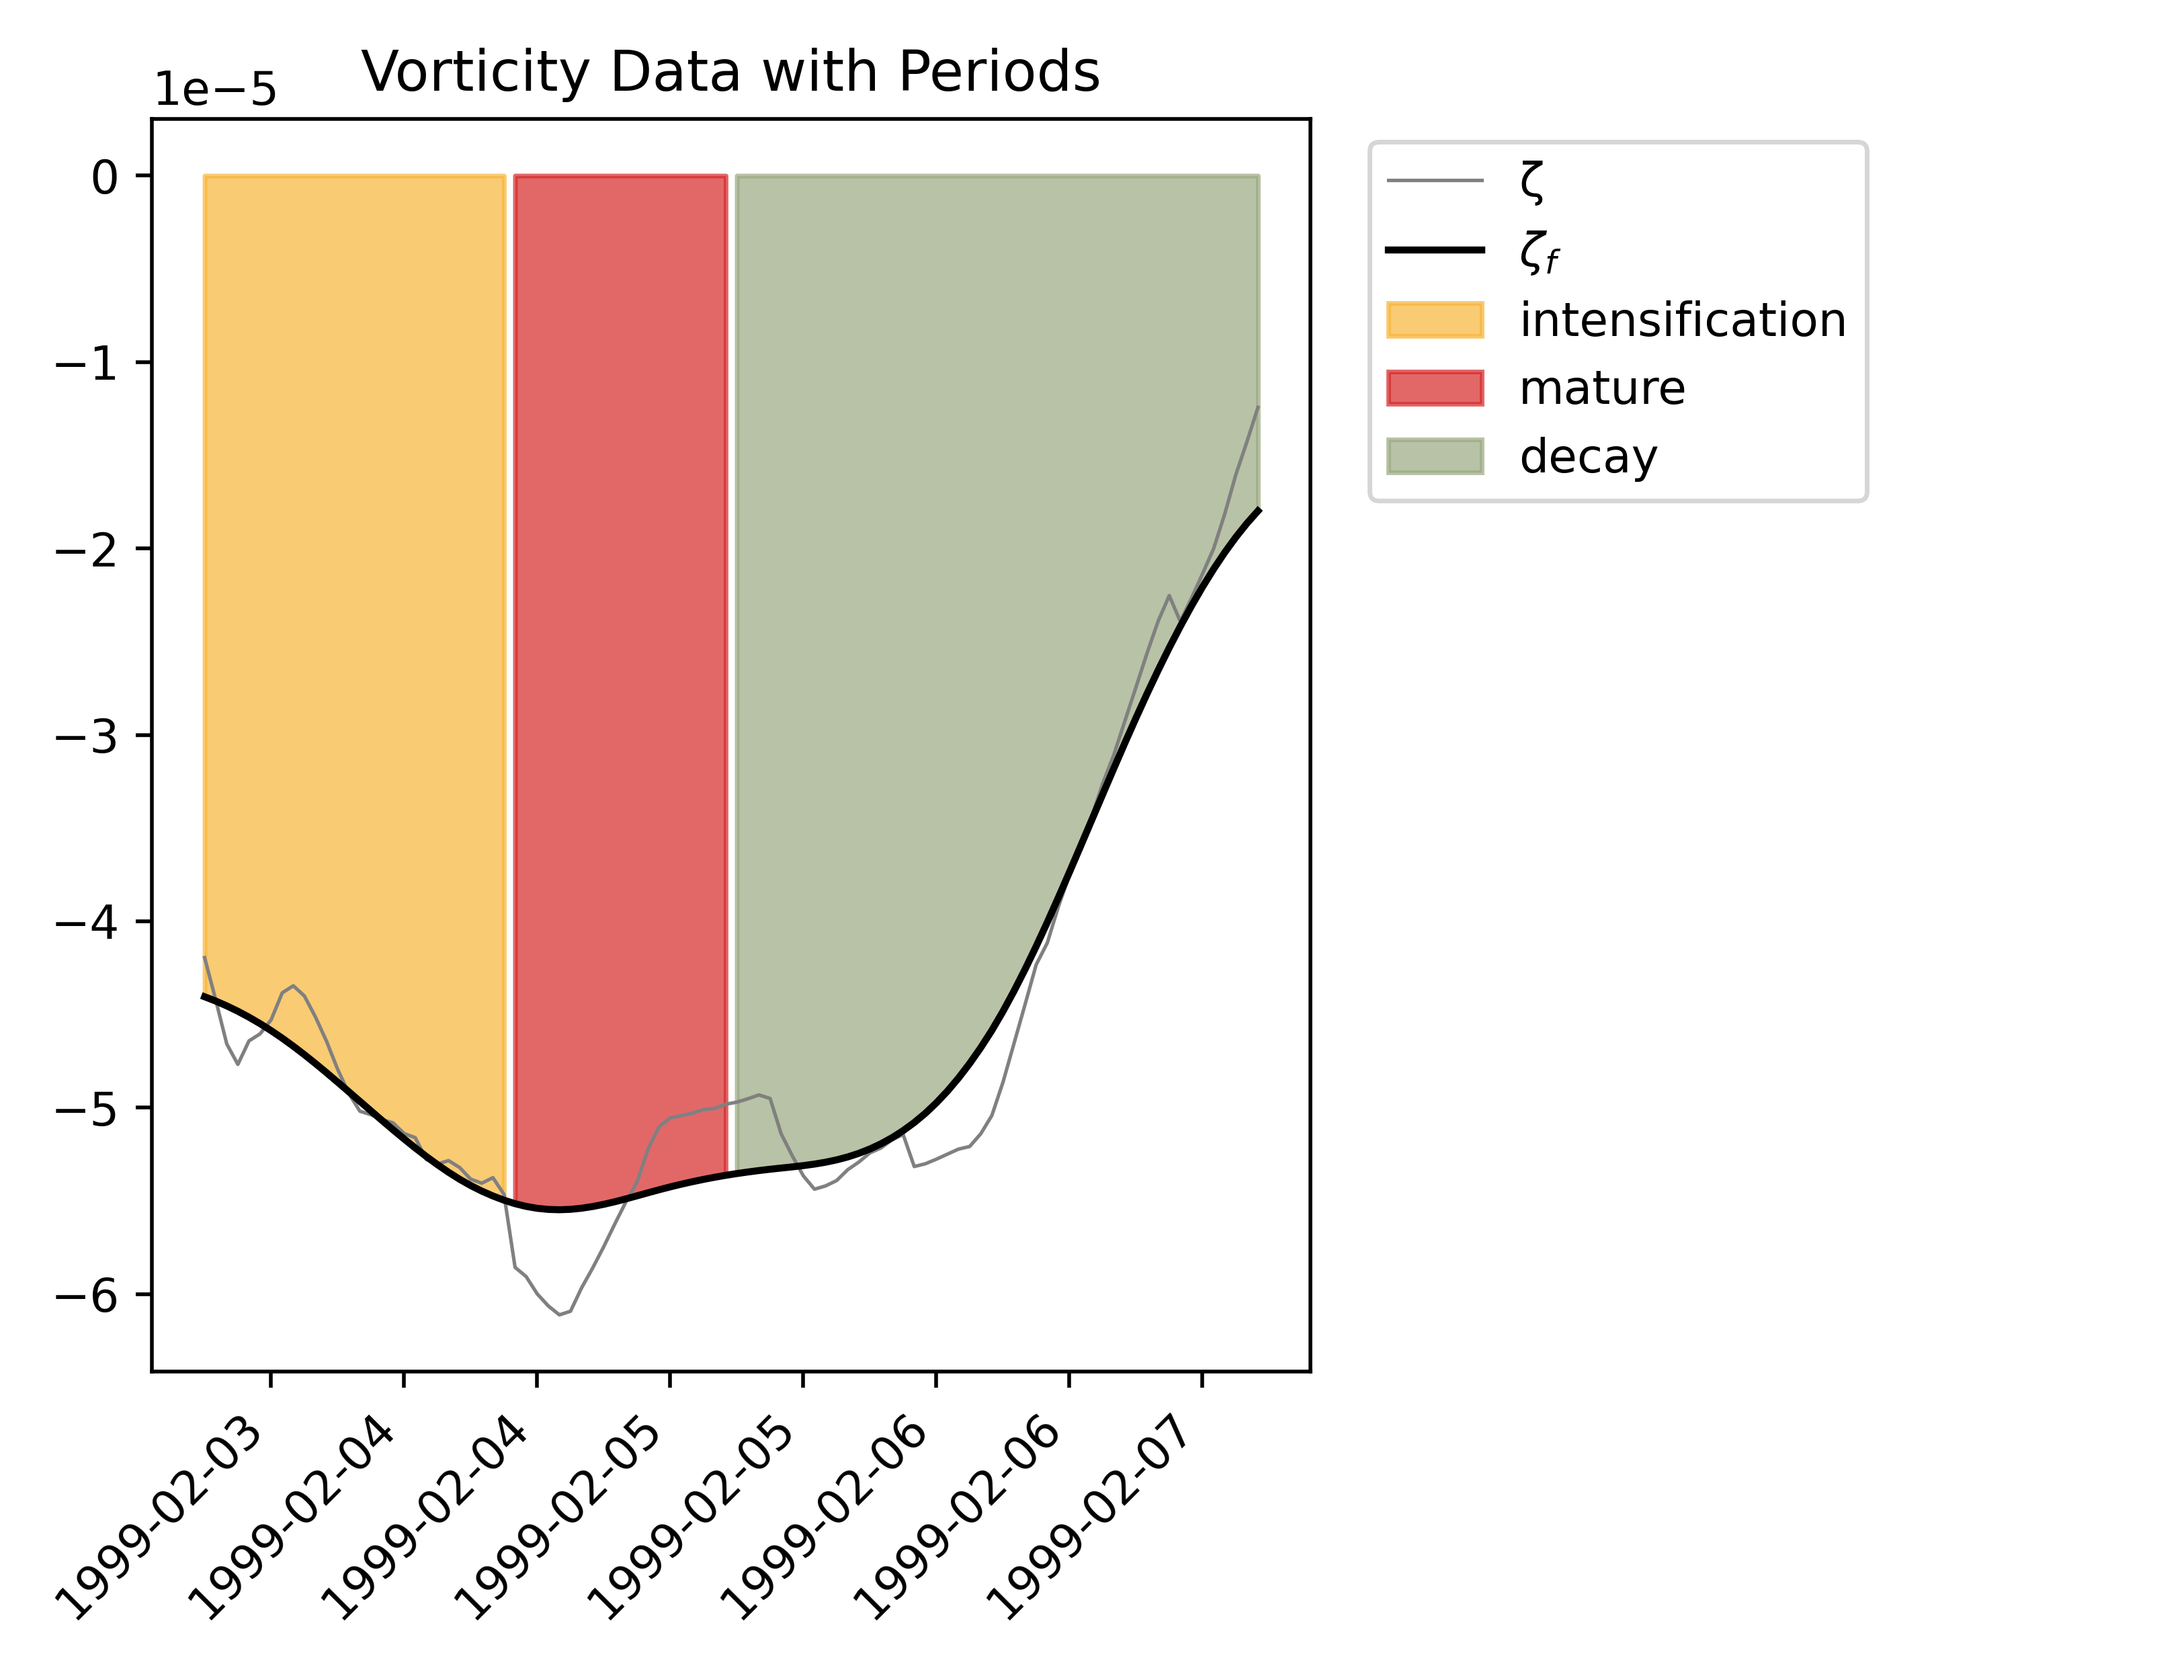 Vorticity Data with Periods
1e−5
0
−1
−2
−3
−4
−5
−6
1999-02-03
1999-02-04
1999-02-04
1999-02-05
1999-02-05
1999-02-06
1999-02-06
1999-02-07
ζ
ζf
intensification
mature
decay